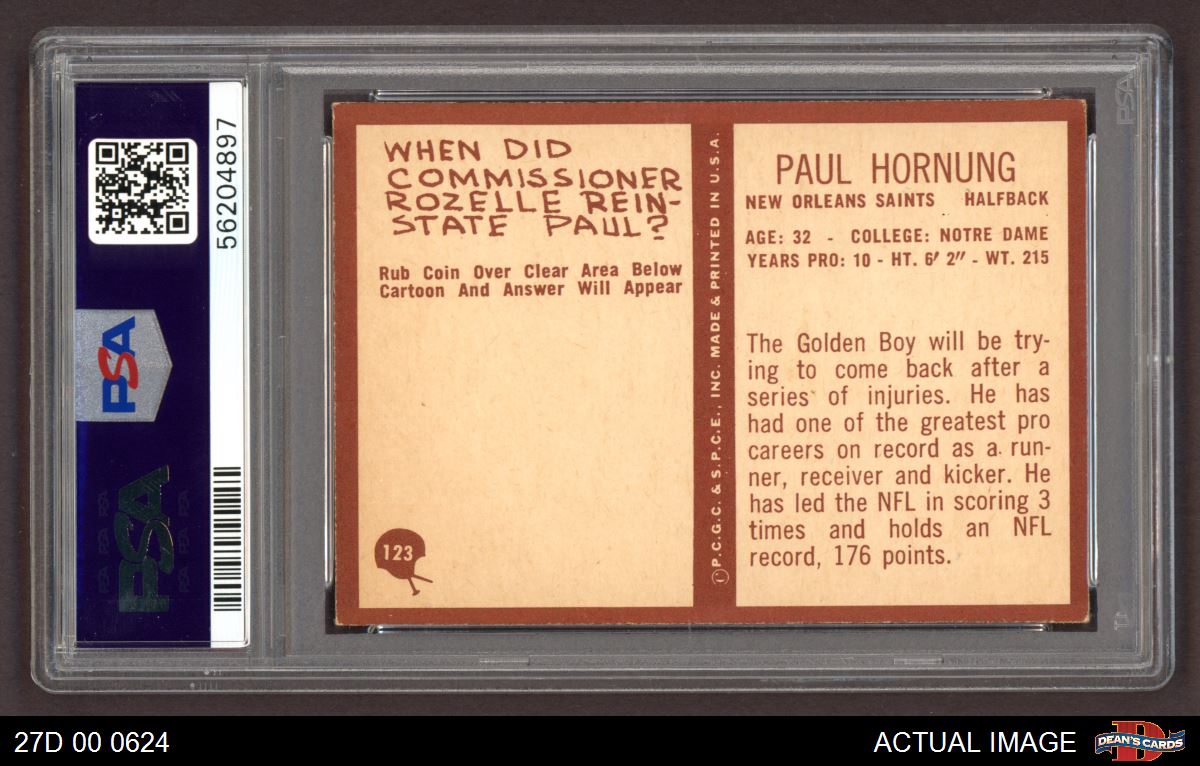 56204897
PSA
PSA
WHEN DID
COMMISSIONER
ROZELLE REIN-
STATE PAUL?
Rub Coin Over Clear Area Below
Cartoon And Answer Will Appear
123
©P.C.G.C. & S.P.C.E., INC. MADE & PRINTED IN U.S.A.
PAUL HORNUNG
NEW ORLEANS SAINTS HALFBACK
AGE: 32 - COLLEGE: NOTRE DAME
YEARS PRO: 10 - HT. 6' 2" - WT. 215
The Golden Boy will be try-
ing to come back after a
series of injuries. He has
had one of the greatest pro
careers on record as a run-
ner, receiver and kicker. He
has led the NFL in scoring 3
times and holds an NFL
record, 176 points.
PSA
27D 00 0624
ACTUAL IMAGE
DEAN'S CARDS